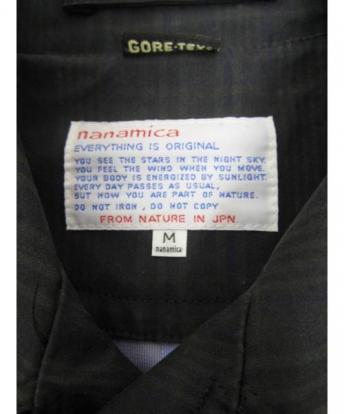 GORE-TEX
nanamica
EVERYTHING IS ORIGINAL
YOU SEE THE STARS IN THE NIGHT SKY
YOU FEEL THE WIND WHEN YOU MOVE.
YOUR BODY IS ENERGIZED BY SUNLIGHT.
EVERY DAY PASSES AS USUAL,
BUT NOW YOU ARE PART OF NATURE.
DO NOT IRON , DO NOT COPY
FROM NATURE IN JPN.
M
nanamica